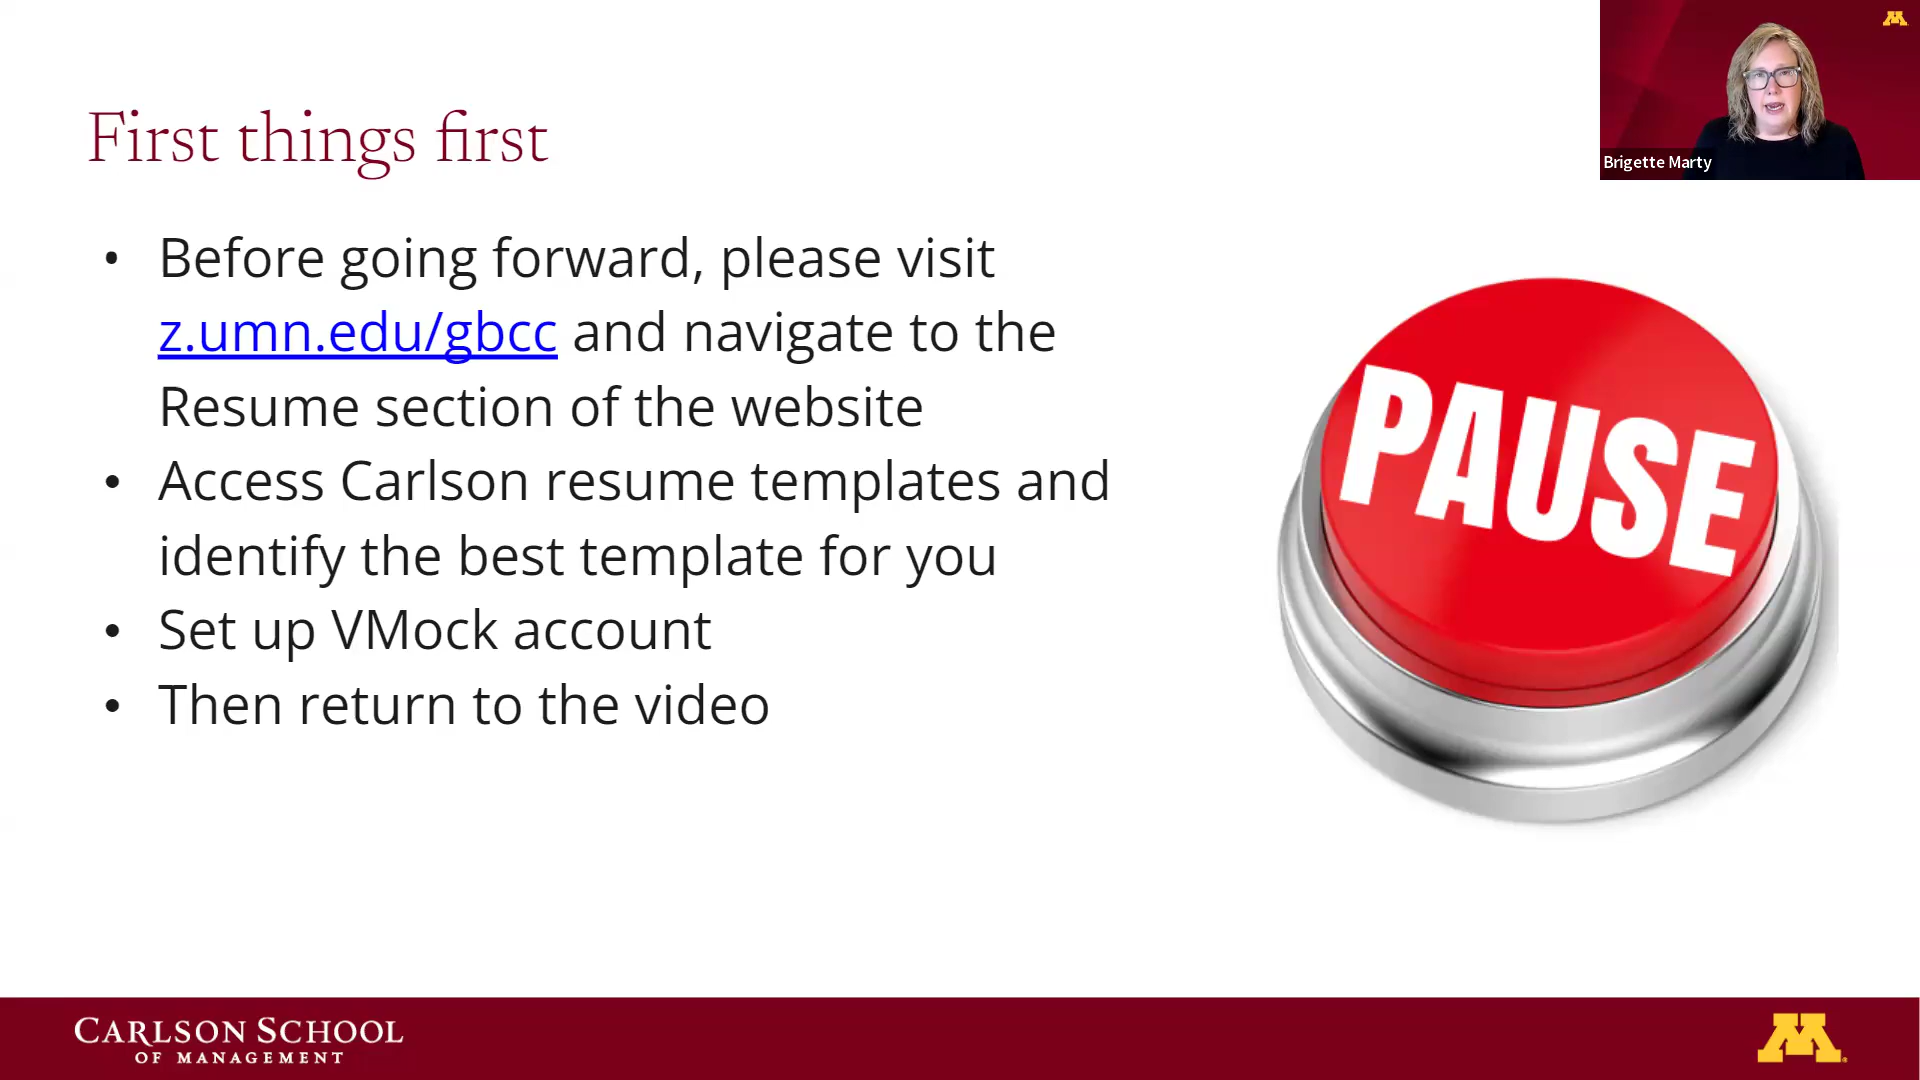 First things first
Brigette Marty
• Before going forward, please visit
z.umn.edu/gbcc and navigate to the
Resume section of the website
• Access Carlson resume templates and
identify the best template for you
• Set up VMock account
• Then return to the video
PAUSE
CARLSON SCHOOL
OF MANAGEMENT